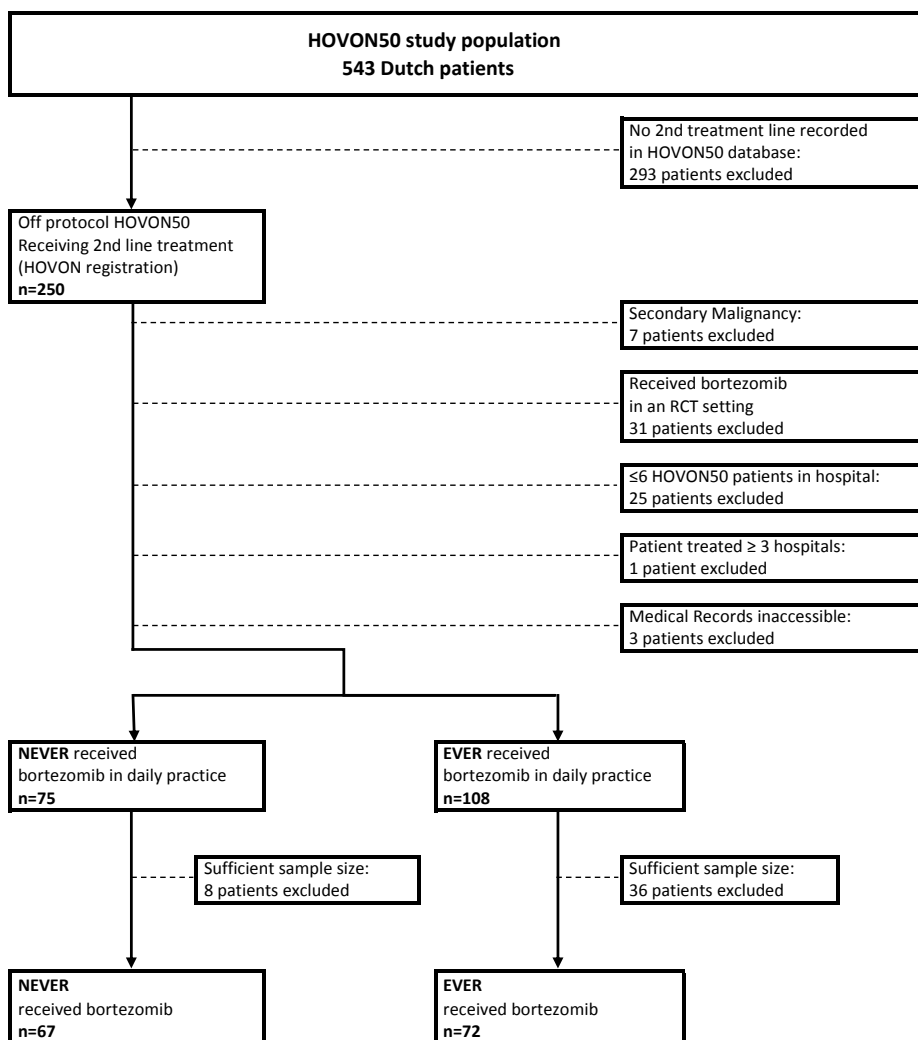 HOVON50 study population
543 Dutch patients
No 2nd treatment line recorded
in HOVON50 database:
293 patients excluded
Off protocol HOVON50
Receiving 2nd line treatment
(HOVON registration)
n=250
Secondary Malignancy:
7 patients excluded
Received bortezomib
in an RCT setting
31 patients excluded
≤6 HOVON50 patients in hospital:
25 patients excluded
Patient treated ≥ 3 hospitals:
1 patient excluded
Medical Records inaccessible:
3 patients excluded
NEVER received
bortezomib in daily practice
n=75
EVER received
bortezomib in daily practice
n=108
Sufficient sample size:
8 patients excluded
Sufficient sample size:
36 patients excluded
NEVER
received bortezomib
n=67
EVER
received bortezomib
n=72